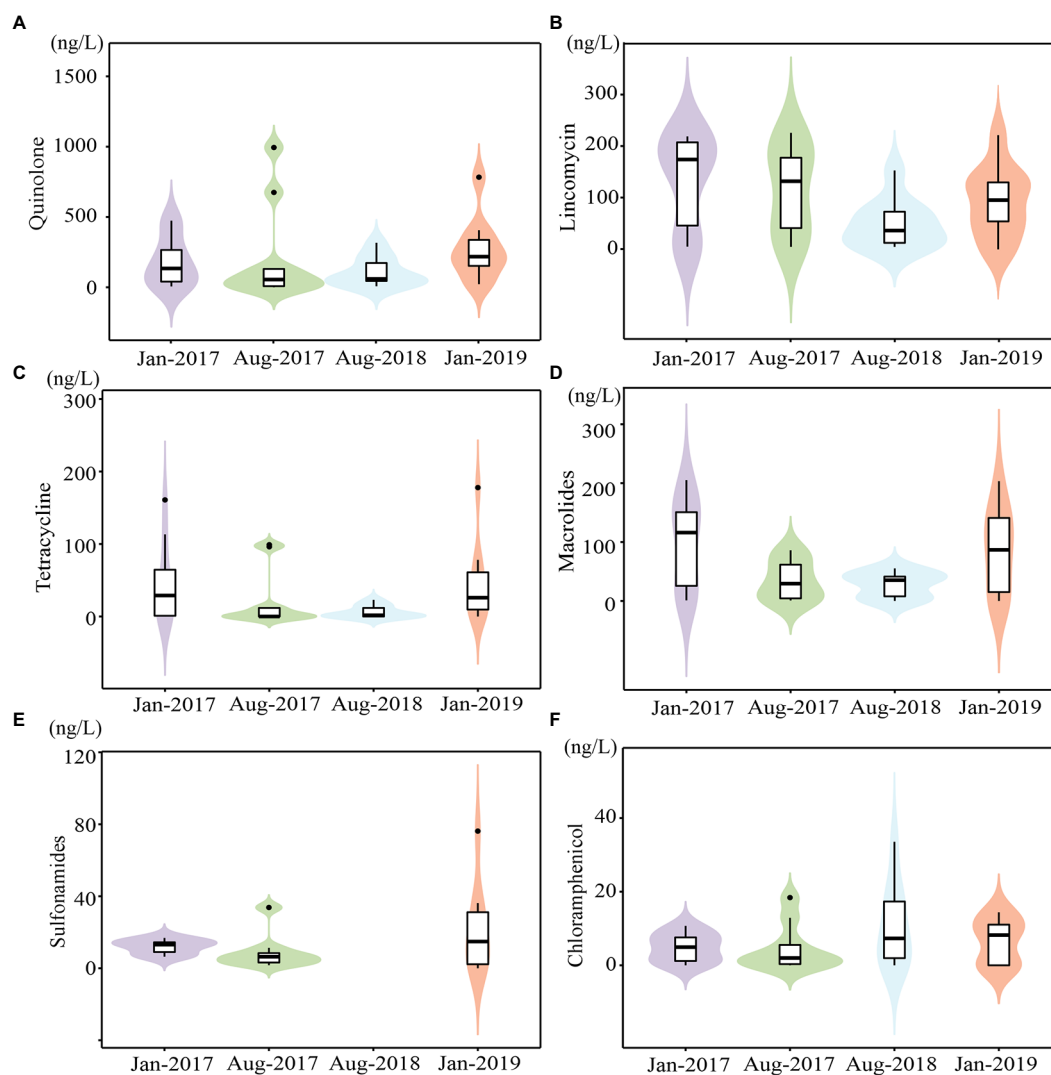 A
(ng/L)
1500
1000
500
0
Quinolone
Jan-2017 Aug-2017 Aug-2018 Jan-2019
B
(ng/L)
300
200
100
0
Lincomycin
Jan-2017 Aug-2017 Aug-2018 Jan-2019
C
(ng/L)
300
200
100
0
Tetracycline
Jan-2017 Aug-2017 Aug-2018 Jan-2019
D
(ng/L)
300
200
100
0
Macrolides
Jan-2017 Aug-2017 Aug-2018 Jan-2019
E
(ng/L)
120
80
40
0
Sulfonamides
Jan-2017 Aug-2017 Aug-2018 Jan-2019
F
(ng/L)
40
20
0
Chloramphenicol
Jan-2017 Aug-2017 Aug-2018 Jan-2019